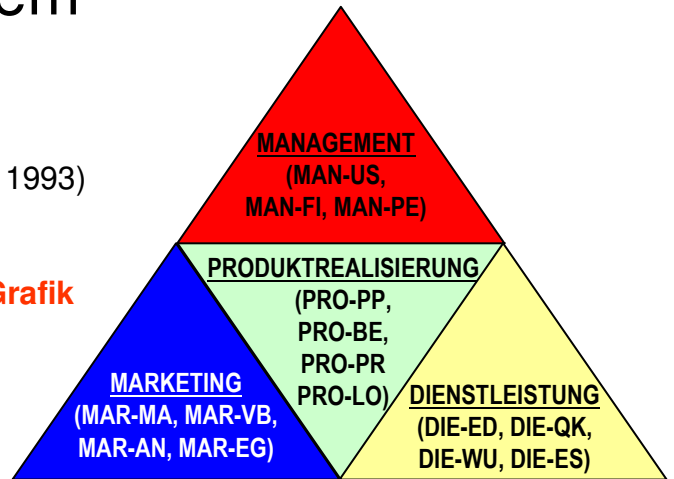 1993)
Grafik
MANAGEMENT
(MAN-US,
MAN-FI, MAN-PE)
PRODUKTREALISIERUNG
(PRO-PP,
PRO-BE,
PRO-PR
PRO-LO)
MARKETING
(MAR-MA, MAR-VB,
MAR-AN, MAR-EG)
DIENSTLEISTUNG
(DIE-ED, DIE-QK,
DIE-WU, DIE-ES)